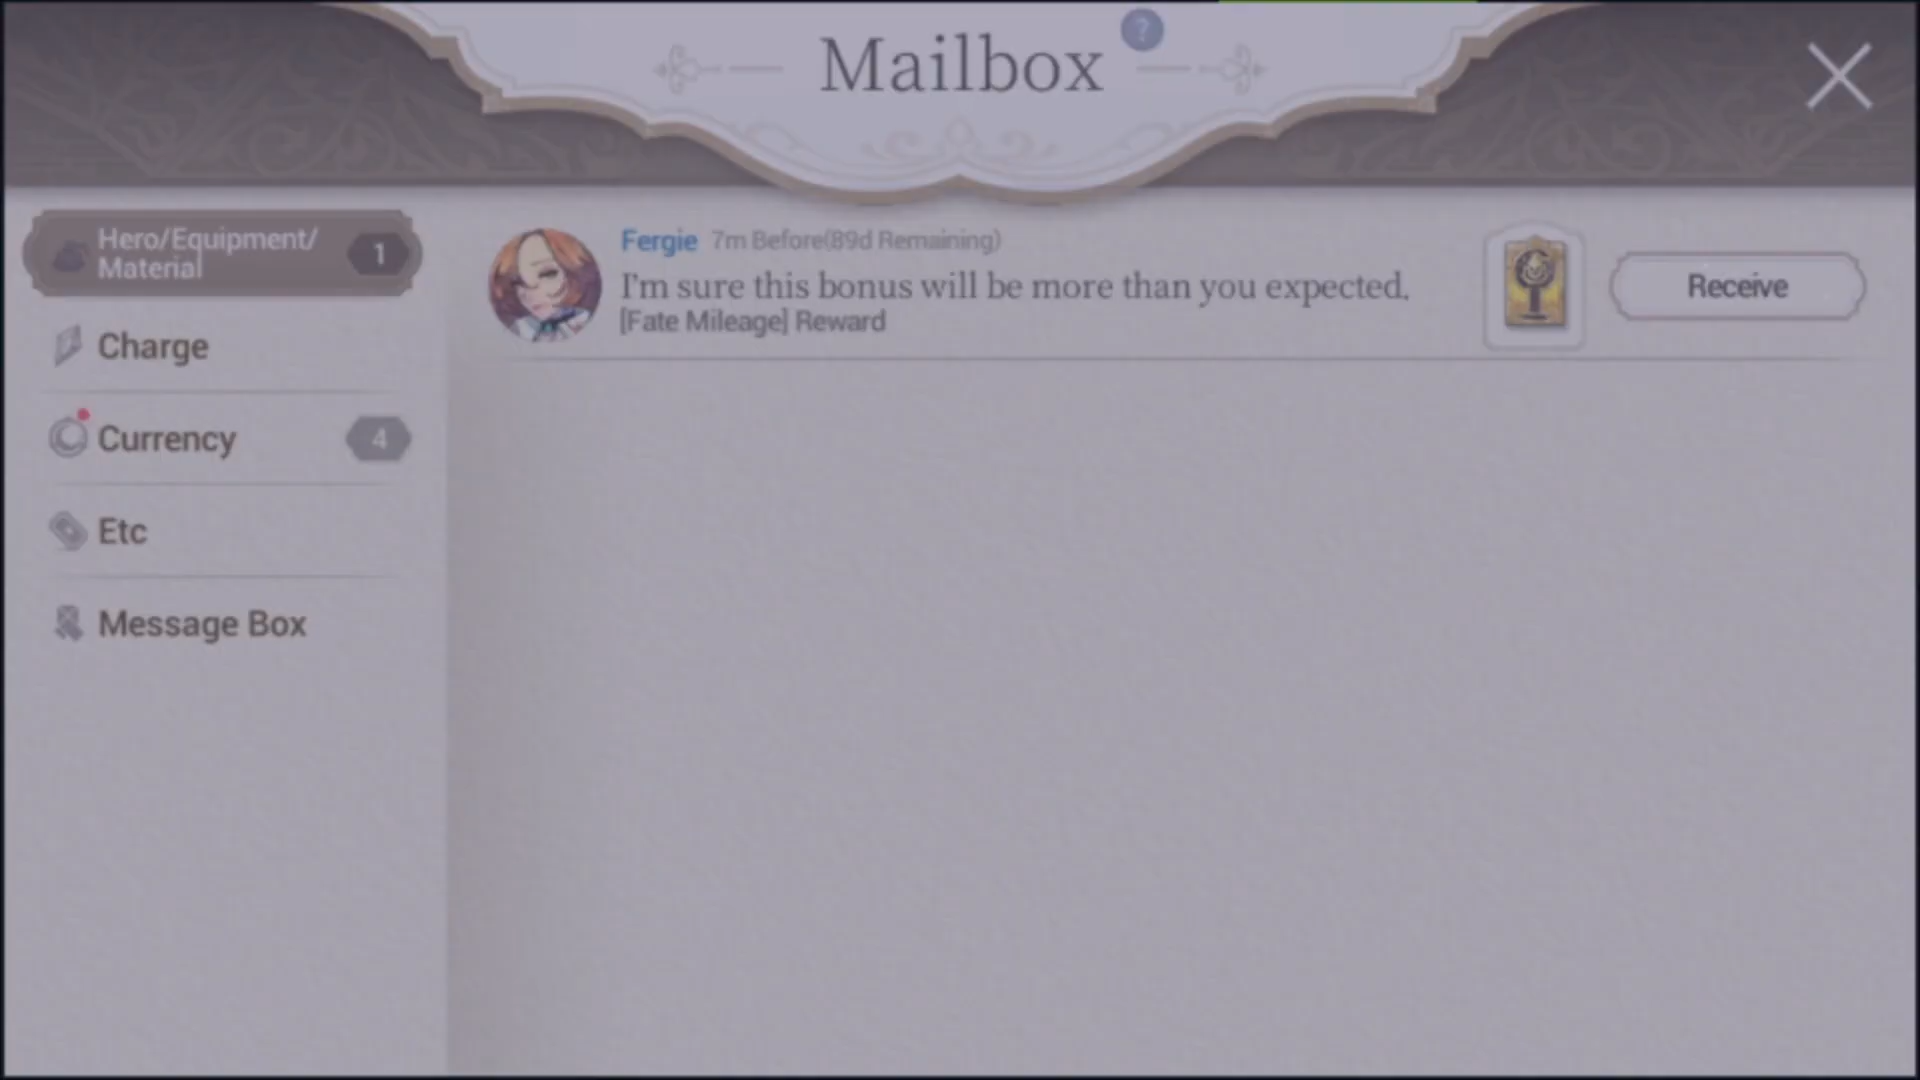 Mailbox
?
Hero/Equipment/
Material
1
Charge
Currency
4
Etc
Message Box
Fergie 7m Before(89d Remaining)
I'm sure this bonus will be more than you expected.
[Fate Mileage] Reward
Receive